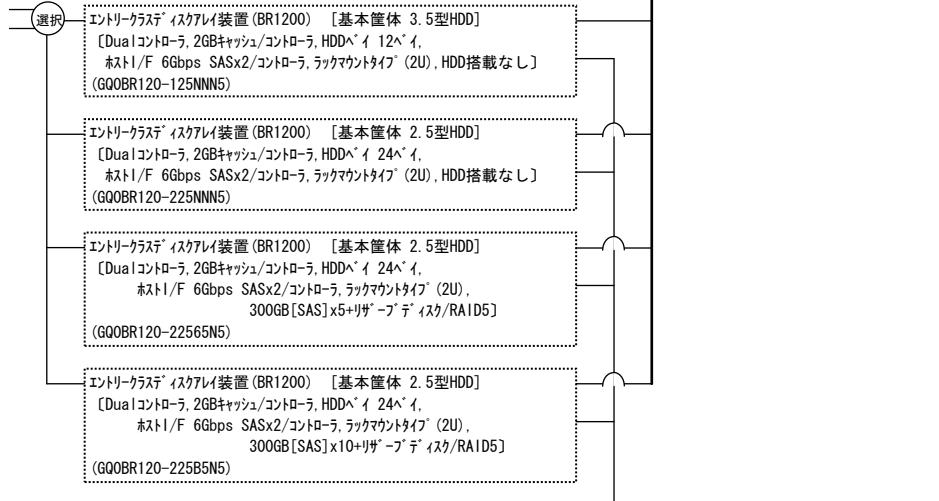 選択
ｴﾝﾄﾘｰｸﾗｽﾃﾞｨｽｸｱﾚｲ装置(BR1200)　[基本筐体 3.5型HDD]
〔Dualｺﾝﾄﾛｰﾗ,2GBｷｬｯｼｭ/ｺﾝﾄﾛｰﾗ,HDDﾍﾞｲ 12ﾍﾞｲ,
ﾎｽﾄI/F 6Gbps SASx2/ｺﾝﾄﾛｰﾗ,ﾗｯｸﾏｳﾝﾄﾀｲﾌﾟ(2U),HDD搭載なし〕
(GQ0BR120-125NNN5)
ｴﾝﾄﾘｰｸﾗｽﾃﾞｨｽｸｱﾚｲ装置(BR1200)　[基本筐体 2.5型HDD]
〔Dualｺﾝﾄﾛｰﾗ,2GBｷｬｯｼｭ/ｺﾝﾄﾛｰﾗ,HDDﾍﾞｲ 24ﾍﾞｲ,
ﾎｽﾄI/F 6Gbps SASx2/ｺﾝﾄﾛｰﾗ,ﾗｯｸﾏｳﾝﾄﾀｲﾌﾟ(2U),HDD搭載なし〕
(GQ0BR120-225NNN5)
ｴﾝﾄﾘｰｸﾗｽﾃﾞｨｽｸｱﾚｲ装置(BR1200)　[基本筐体 2.5型HDD]
〔Dualｺﾝﾄﾛｰﾗ,2GBｷｬｯｼｭ/ｺﾝﾄﾛｰﾗ,HDDﾍﾞｲ 24ﾍﾞｲ,
ﾎｽﾄI/F 6Gbps SASx2/ｺﾝﾄﾛｰﾗ,ﾗｯｸﾏｳﾝﾄﾀｲﾌﾟ(2U),
300GB[SAS]x5+ﾘｻﾞｰﾌﾞﾃﾞｨｽｸ/RAID5〕
(GQ0BR120-22565N5)
ｴﾝﾄﾘｰｸﾗｽﾃﾞｨｽｸｱﾚｲ装置(BR1200)　[基本筐体 2.5型HDD]
〔Dualｺﾝﾄﾛｰﾗ,2GBｷｬｯｼｭ/ｺﾝﾄﾛｰﾗ,HDDﾍﾞｲ 24ﾍﾞｲ,
ﾎｽﾄI/F 6Gbps SASx2/ｺﾝﾄﾛｰﾗ,ﾗｯｸﾏｳﾝﾄﾀｲﾌﾟ(2U),
300GB[SAS]x10+ﾘｻﾞｰﾌﾞﾃﾞｨｽｸ/RAID5〕
(GQ0BR120-225B5N5)